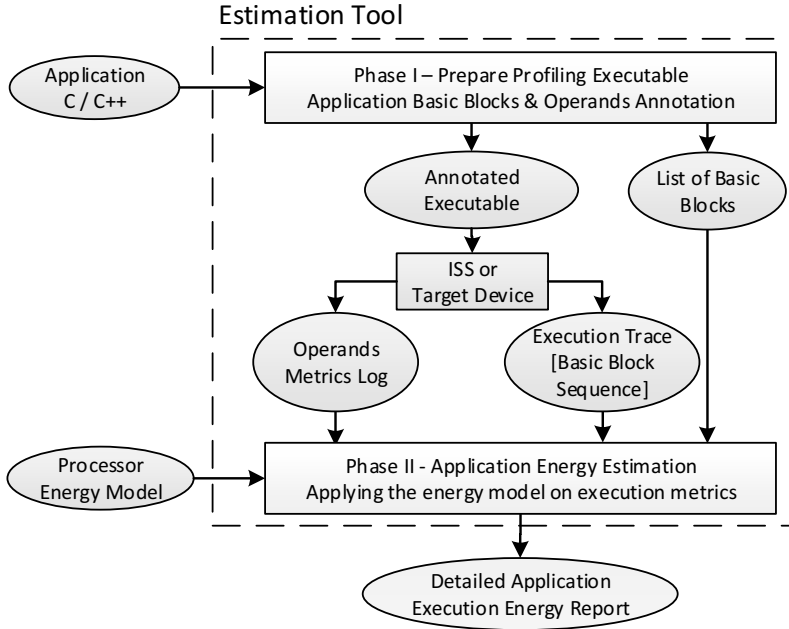 Estimation Tool
Application
C / C++
Phase I – Prepare Profiling Executable
Application Basic Blocks & Operands Annotation
Annotated
Executable
List of Basic
Blocks
ISS or
Target Device
Operands
Metrics Log
Execution Trace
[Basic Block
Sequence]
Processor
Energy Model
Phase II - Application Energy Estimation
Applying the energy model on execution metrics
Detailed Application
Execution Energy Report